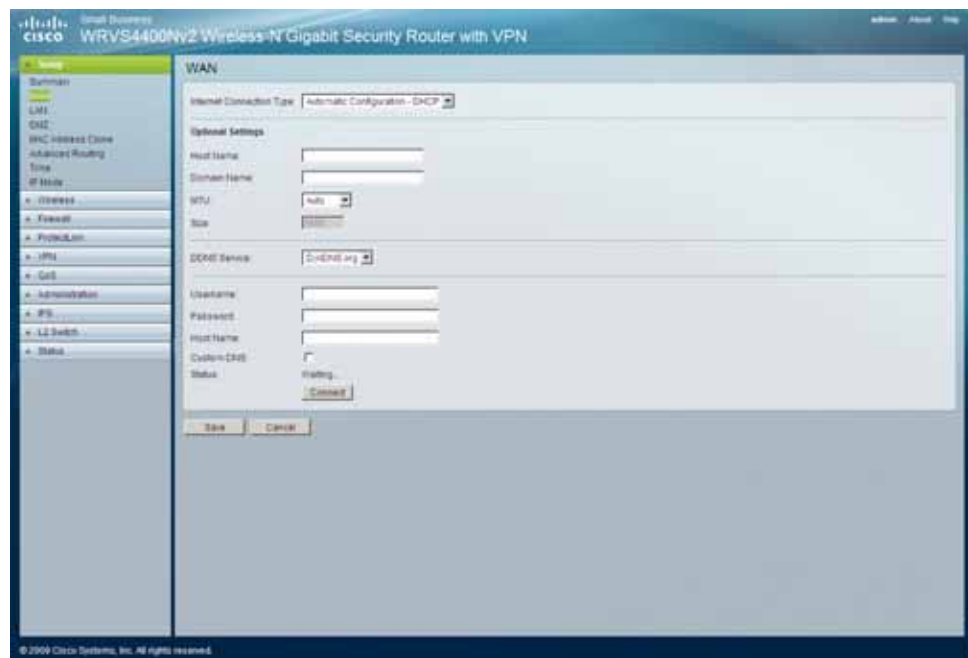 Small Business
cisco WRVS4400Nv2 Wireless-N Gigabit Security Router with VPN
admin About Help
Setup
Summary
LAN
DMZ
MAC Address Clone
Advanced Routing
Time
IP Mode
Wireless
Firewall
ProtectLink
VPN
QoS
Administration
IPS
L2 Switch
Status
WAN
Internet Connection Type Automatic Configuration - DHCP
Optional Settings
Host Name
Domain Name
MTU Auto
Size
DDNS Service DynDNS.org
Username
Password
Host Name
Custom DNS
Status Waiting...
Connect
Save Cancel
© 2009 Cisco Systems, Inc. All rights reserved.